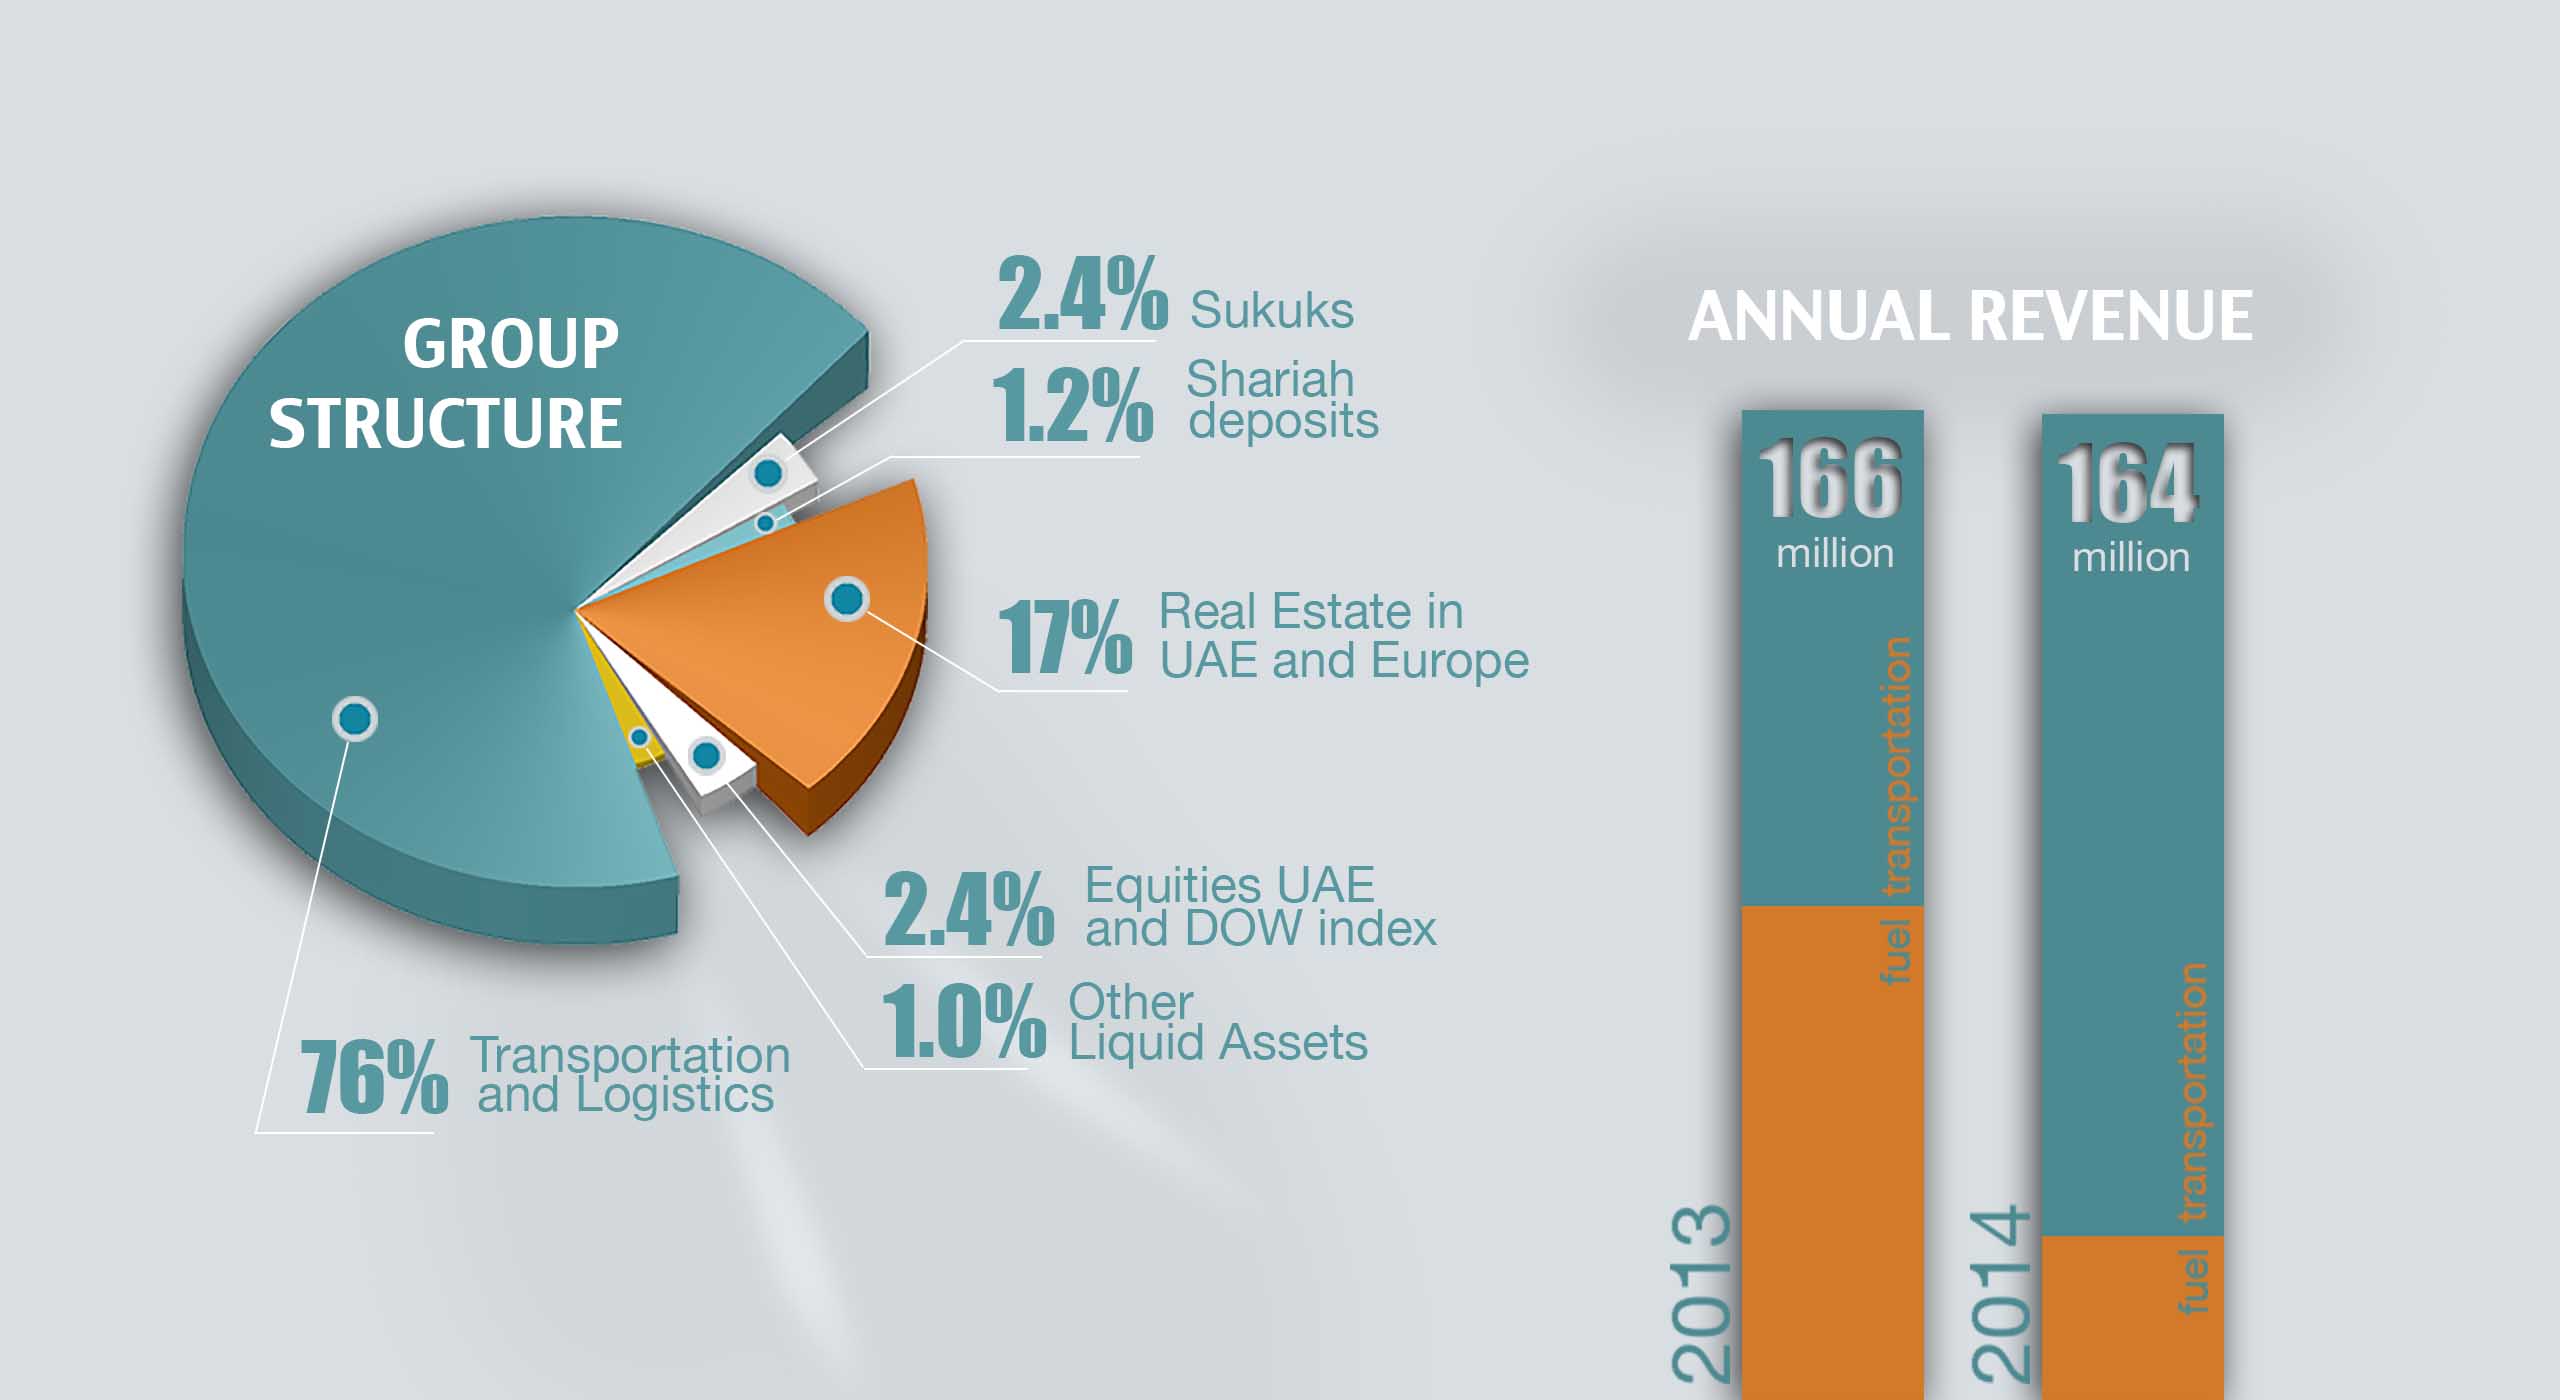 GROUP
STRUCTURE
2.4% Sukuks
1.2% Shariah
deposits
17% Real Estate in
UAE and Europe
2.4% Equities UAE
and DOW index
1.0% Other
Liquid Assets
76% Transportation
and Logistics
ANNUAL REVENUE
166
million
transportation
fuel
2013
164
million
transportation
fuel
2014